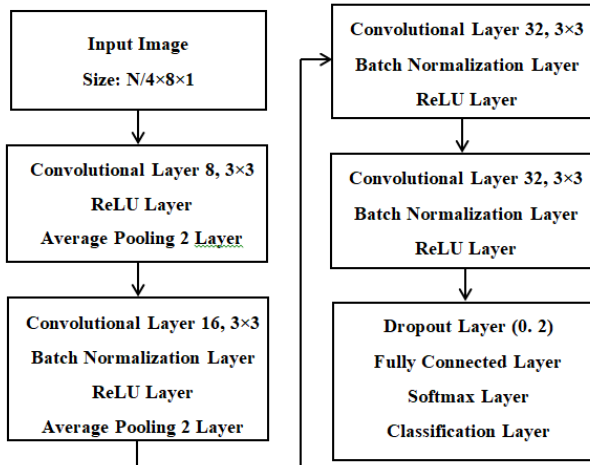 Input Image
Size: N/4×8×1
Convolutional Layer 8, 3×3
ReLU Layer
Average Pooling 2 Layer
Convolutional Layer 16, 3×3
Batch Normalization Layer
ReLU Layer
Average Pooling 2 Layer
Convolutional Layer 32, 3×3
Batch Normalization Layer
ReLU Layer
Convolutional Layer 32, 3×3
Batch Normalization Layer
ReLU Layer
Dropout Layer (0. 2)
Fully Connected Layer
Softmax Layer
Classification Layer